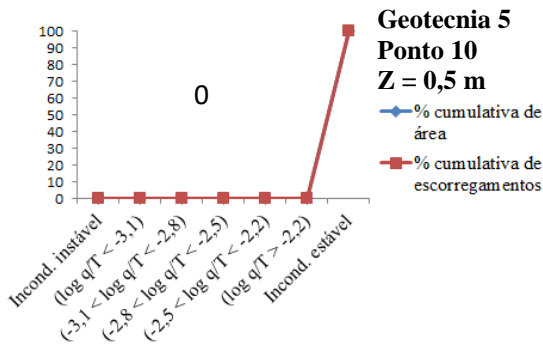 Geotecnia 5
Ponto 10
Z = 0,5 m
% cumulativa de
área
% cumulativa de
escorregamentos
0
100
90
80
70
60
50
40
30
20
10
0
Incond. instável
(log q/T < -3,1)
(-3,1 < log q/T < -2,8)
(-2,8 < log q/T < -2,5)
(-2,5 < log q/T < -2,2)
(log q/T > -2,2)
Incond. estável